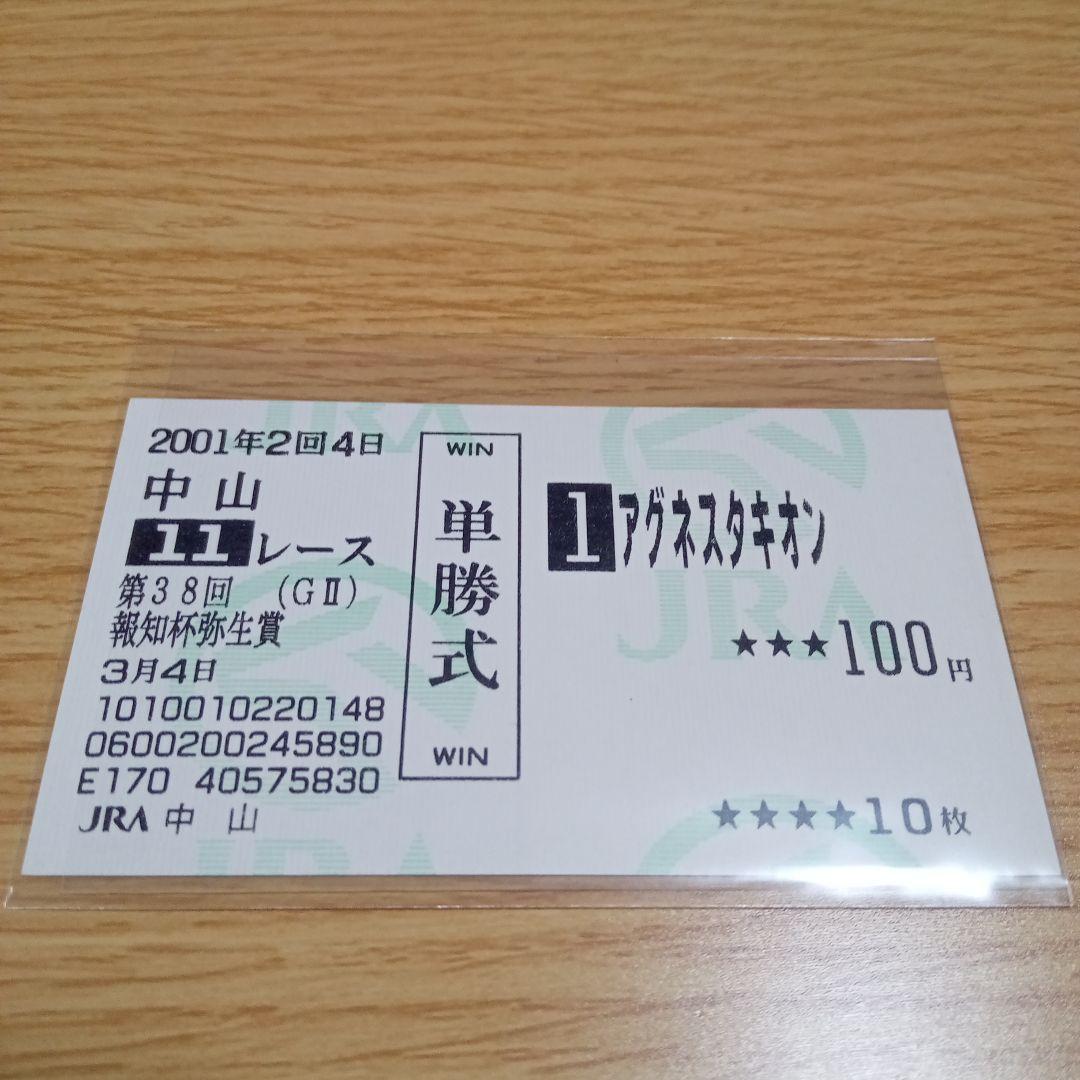 2001年2回4日
中山
11レース
第38回 (GⅡ)
報知杯弥生賞
3月4日
1010010220148
0600200245890
E170 40575830
JRA 中 山
WIN
単勝式
WIN
1 アグネスタキオン
★★★100円
★★★★10枚
JRA
JRA
JRA